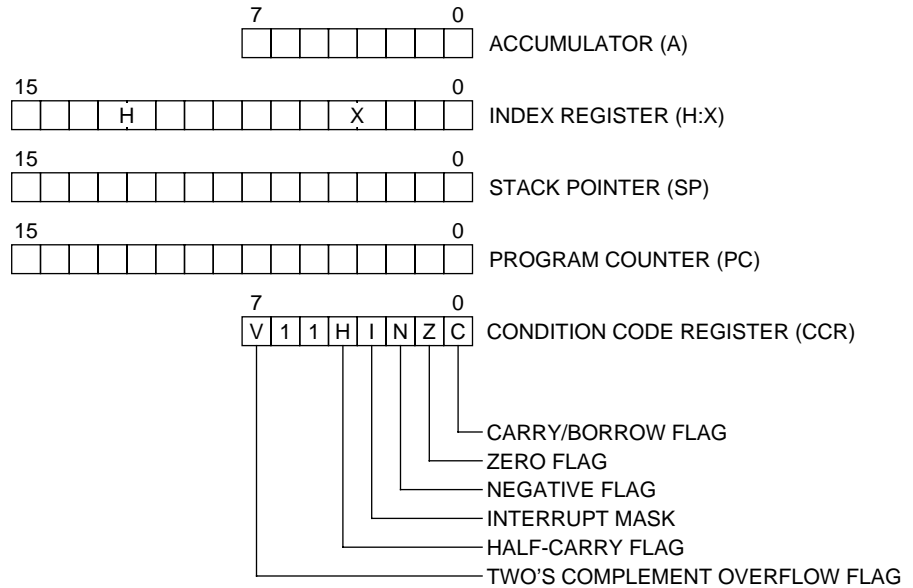 7 0
ACCUMULATOR (A)
15 0
H X INDEX REGISTER (H:X)
15 0
STACK POINTER (SP)
15 0
PROGRAM COUNTER (PC)
7 0
V 1 1 H I N Z C CONDITION CODE REGISTER (CCR)
CARRY/BORROW FLAG
ZERO FLAG
NEGATIVE FLAG
INTERRUPT MASK
HALF-CARRY FLAG
TWO'S COMPLEMENT OVERFLOW FLAG